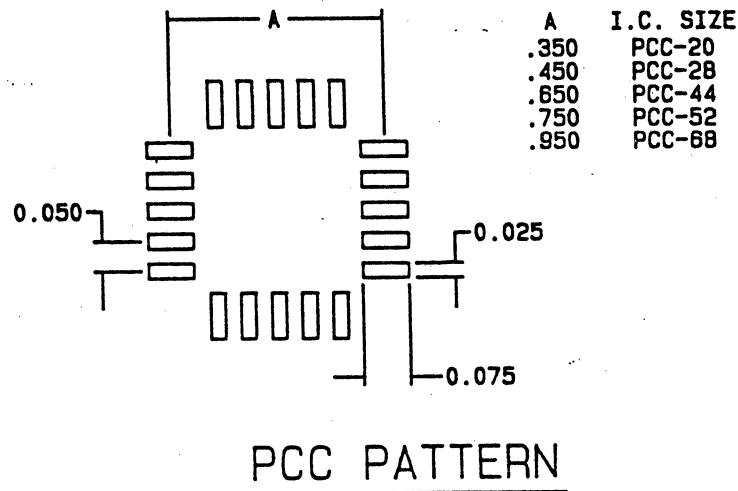 A
A I.C. SIZE
.350 PCC-20
.450 PCC-28
.650 PCC-44
.750 PCC-52
.950 PCC-68
0.050
0.025
0.075
PCC PATTERN